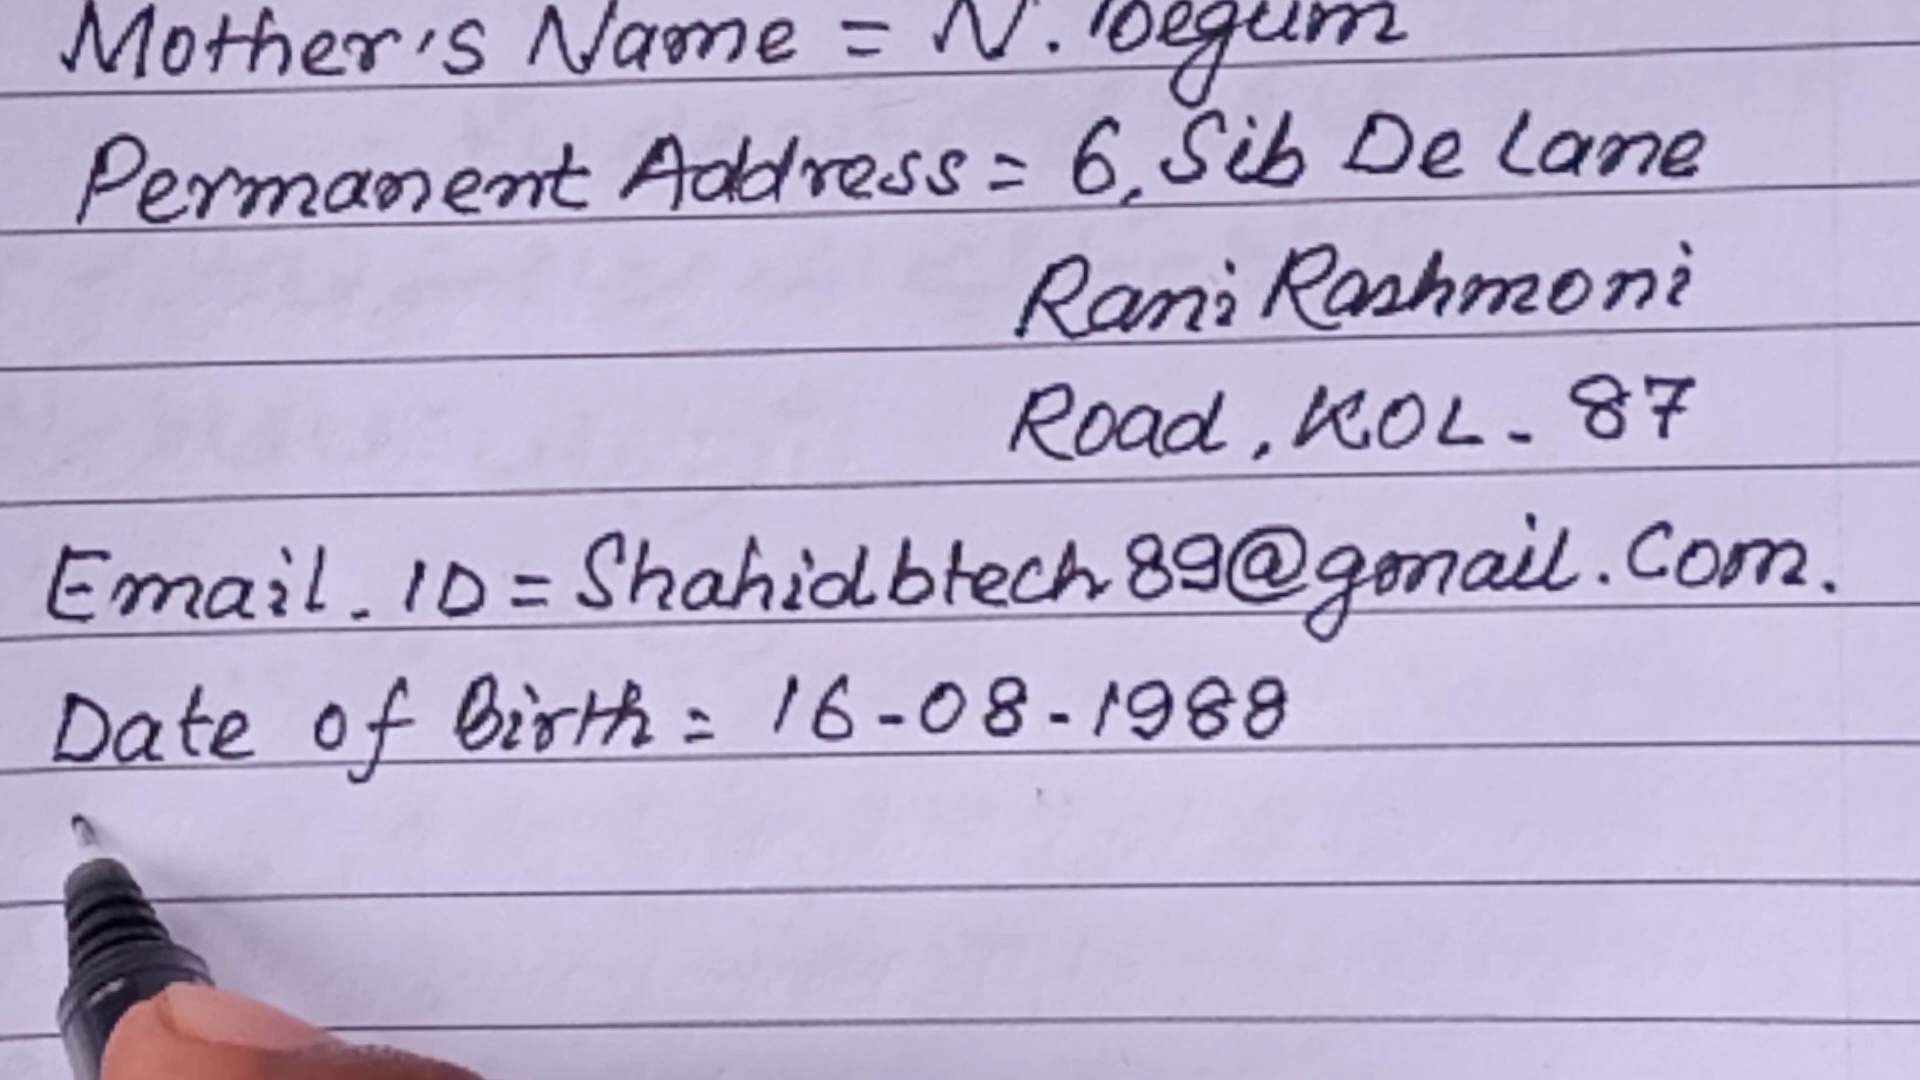 Mother's Name = N. Begum
Permanent Address = 6, Sib De Lane
Rani Rashmoni
Road, KOL - 87
Email - ID = Shahidbtech89@gmail.com.
Date of Birth = 16-08-1988